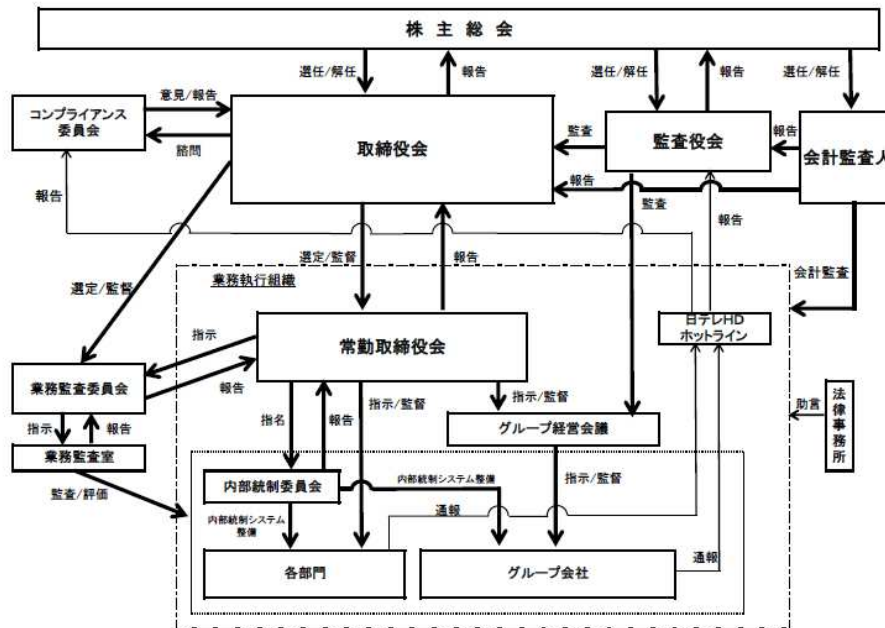 株 主 総 会
選任/解任
報告
選任/解任
報告
選任/解任
コンプライアンス
委員会
意見/報告
諮問
取締役会
監査
監査役会
報告
会計監査人
報告
報告
監査
報告
選定/監督
報告
会計監査
選定/監督
業務執行組織
日テレHD
ホットライン
指示
常勤取締役会
業務監査委員会
報告
指名
報告
指示/監督
指示/監督
助言
法律事務所
指示
報告
グループ経営会議
業務監査室
監査/評価
内部統制委員会
内部統制システム整備
指示/監督
内部統制システム
整備
通報
各部門
グループ会社
通報